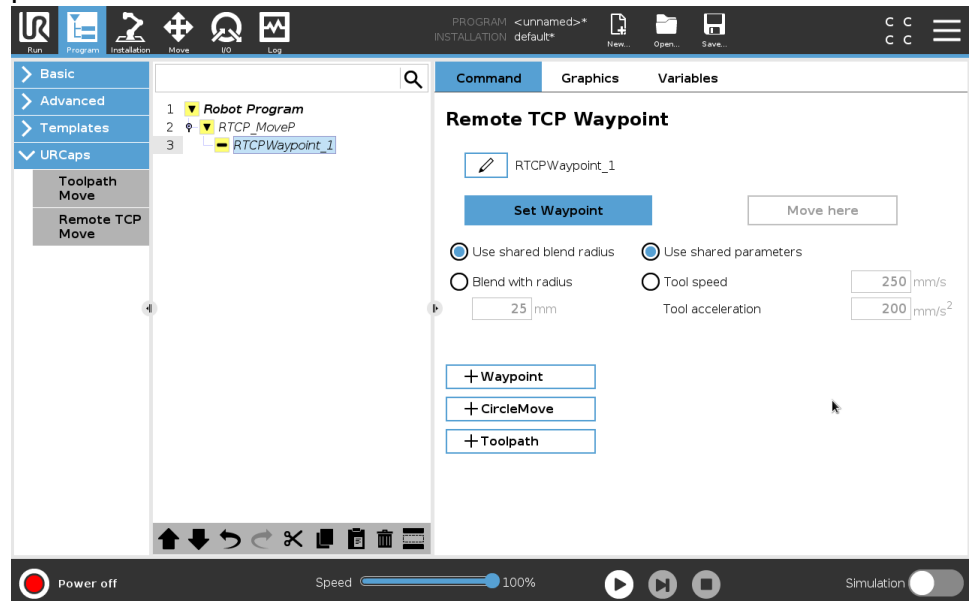 PROGRAM <unnamed>*
INSTALLATION default*
UR
Run
Program
Installation
Move
I/O
Log
New...
Open...
Save...
C C
C C
Basic
Advanced
Templates
URCaps
Toolpath
Move
Remote TCP
Move
1 Robot Program
2 RTCP_MoveP
3 RTCPWaypoint_1
Command
Graphics
Variables
Remote TCP Waypoint
RTCPWaypoint_1
Set Waypoint
Move here
Use shared blend radius
Use shared parameters
Blend with radius
Tool speed
250 mm/s
25 mm
Tool acceleration
200 mm/s²
+ Waypoint
+ CircleMove
+ Toolpath
Power off
Speed
100%
Simulation